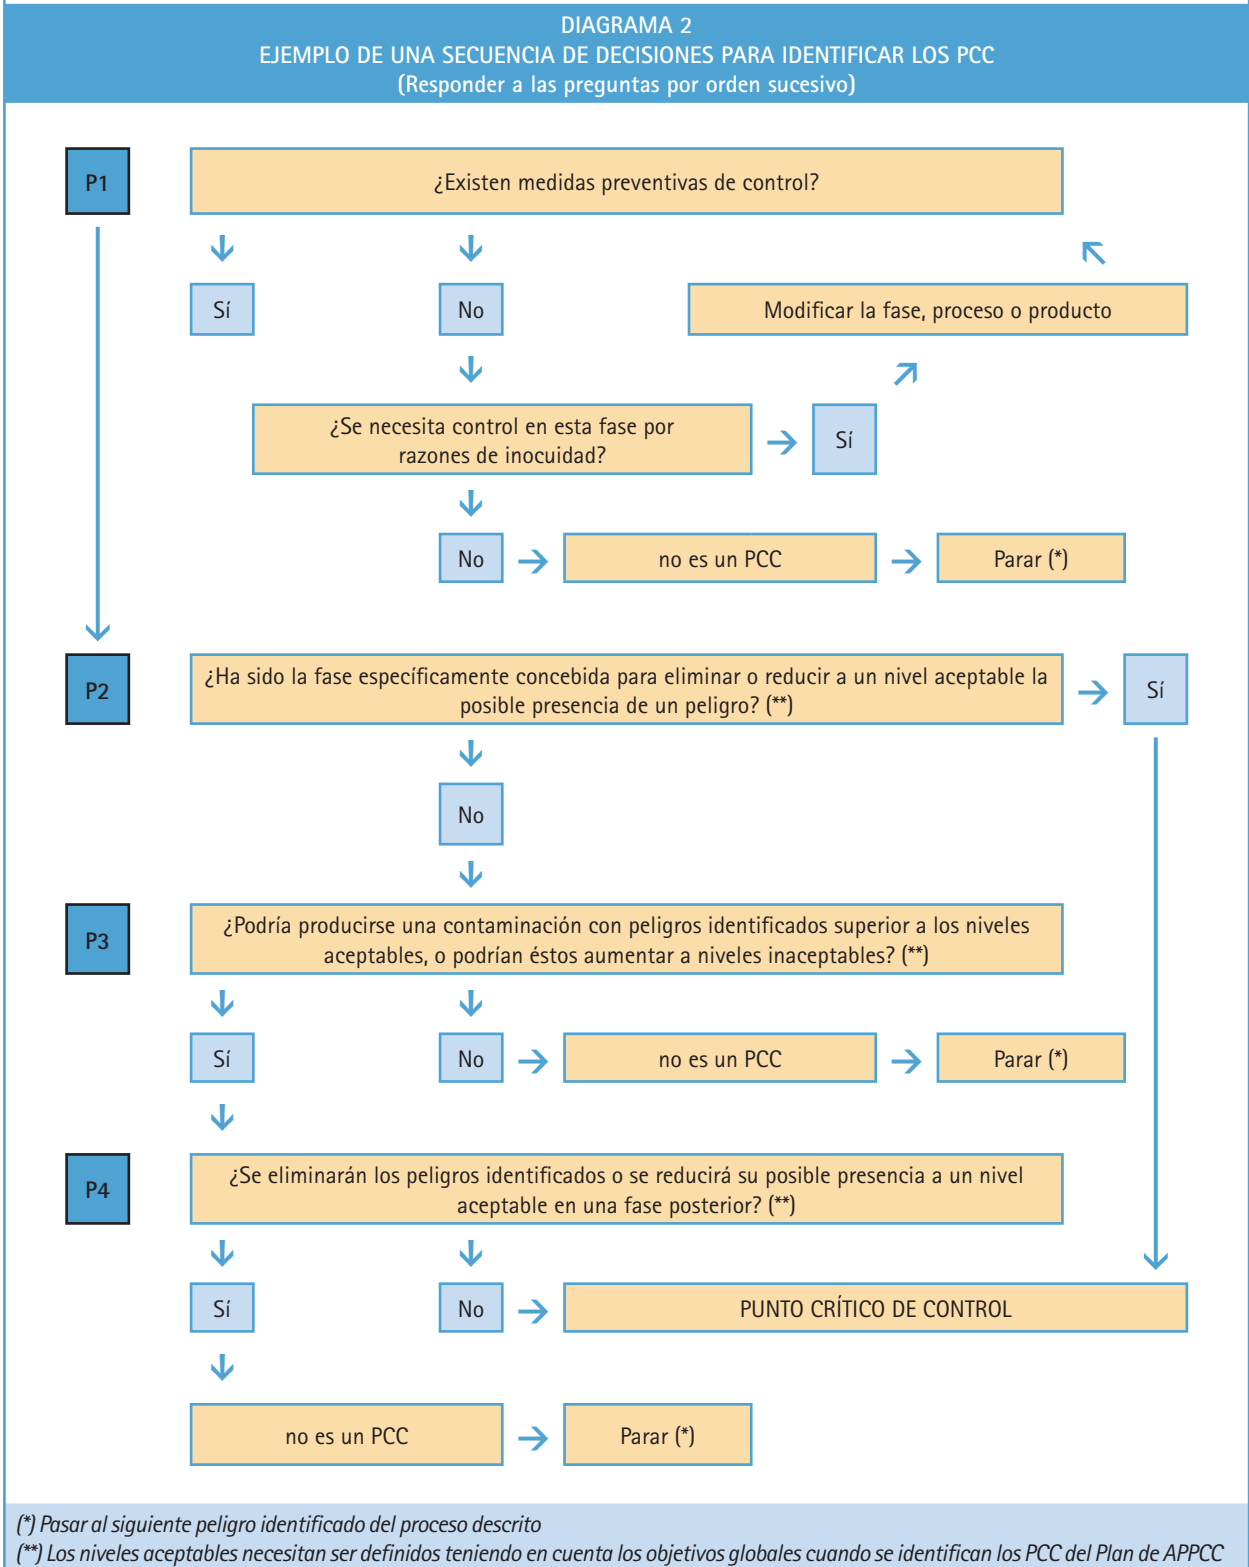 DIAGRAMA 2
EJEMPLO DE UNA SECUENCIA DE DECISIONES PARA IDENTIFICAR LOS PCC
(Responder a las preguntas por orden sucesivo)
P1
¿Existen medidas preventivas de control?
Sí
No
Modificar la fase, proceso o producto
¿Se necesita control en esta fase por
razones de inocuidad?
Sí
No
no es un PCC
Parar (*)
P2
¿Ha sido la fase específicamente concebida para eliminar o reducir a un nivel aceptable la
posible presencia de un peligro? (**)
Sí
No
P3
¿Podría producirse una contaminación con peligros identificados superior a los niveles
aceptables, o podrían éstos aumentar a niveles inaceptables? (**)
Sí
No
no es un PCC
Parar (*)
P4
¿Se eliminarán los peligros identificados o se reducirá su posible presencia a un nivel
aceptable en una fase posterior? (**)
Sí
No
PUNTO CRÍTICO DE CONTROL
no es un PCC
Parar (*)
(*) Pasar al siguiente peligro identificado del proceso descrito
(**) Los niveles aceptables necesitan ser definidos teniendo en cuenta los objetivos globales cuando se identifican los PCC del Plan de APPCC